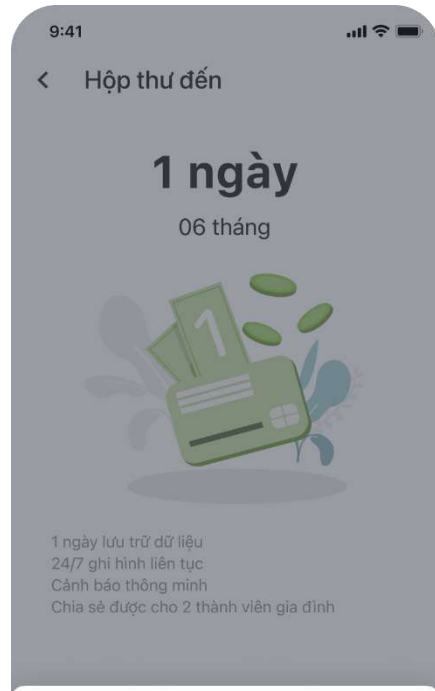 9:41
Hộp thư đến
1 ngày
06 tháng
1
1 ngày lưu trữ dữ liệu
24/7 ghi hình liên tục
Cảnh báo thông minh
Chia sẻ được cho 2 thành viên gia đình